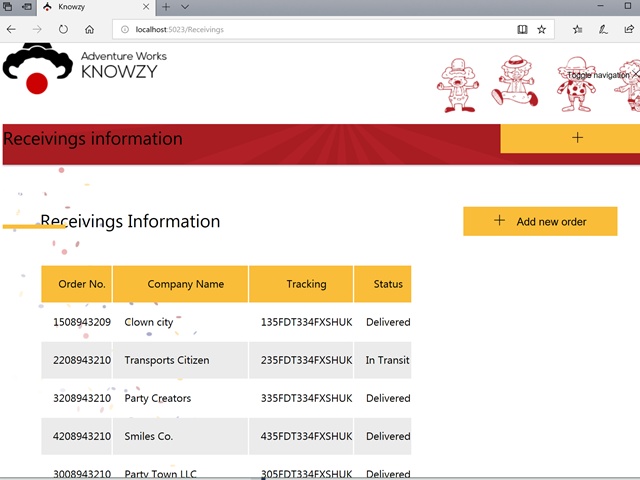 Knowzy
localhost:5023/Receivings
Adventure Works
KNOWZY
Toggle navigation
Receivings information
Receivings Information
Add new order
Order No. Company Name Tracking Status
1508943209 Clown city 135FDT334FXSHUK Delivered
2208943210 Transports Citizen 235FDT334FXSHUK In Transit
3208943210 Party Creators 335FDT334FXSHUK Delivered
4208943210 Smiles Co. 435FDT334FXSHUK Delivered
3008943210 Party Town LLC 305FDT334FXSHUK Delivered